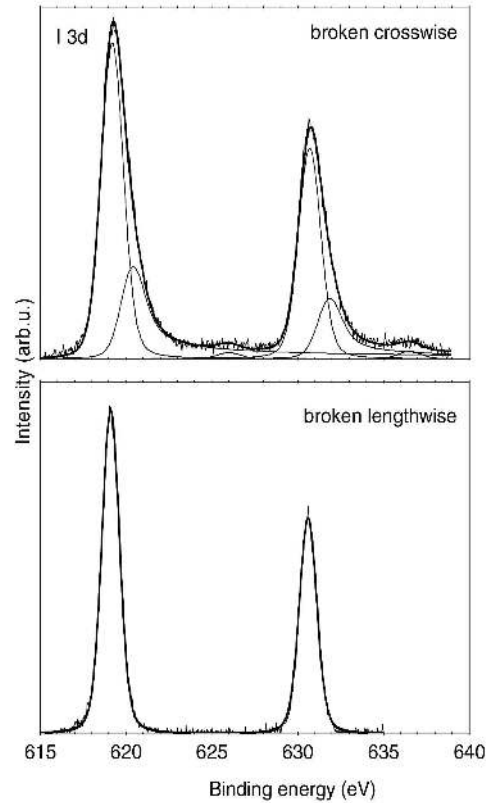 I 3d
broken crosswise
Intensity (arb.u.)
broken lengthwise
615 620 625 630 635 640
Binding energy (eV)